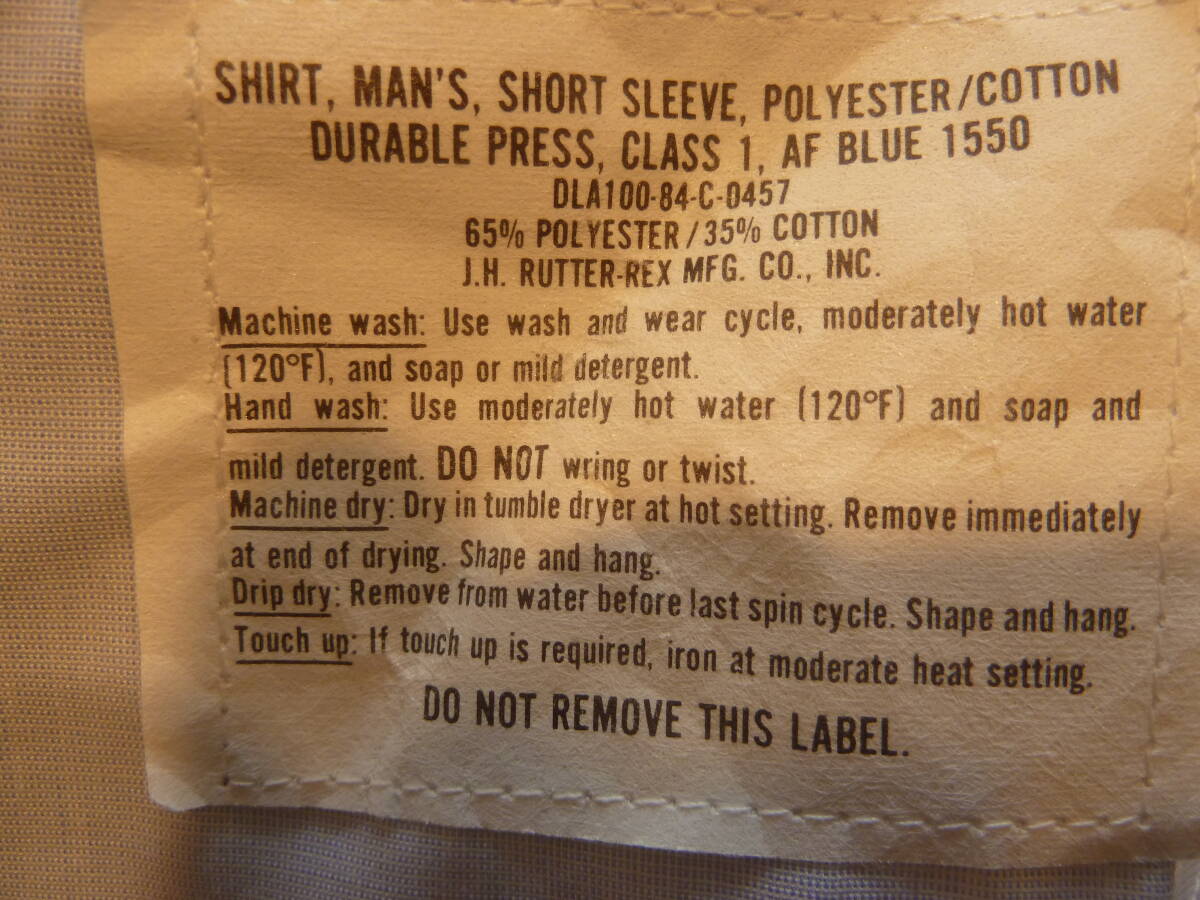 SHIRT, MAN'S, SHORT SLEEVE, POLYESTER/COTTON
DURABLE PRESS, CLASS 1, AF BLUE 1550
DLA100-84-C-0457
65% POLYESTER/35% COTTON
J.H. RUTTER-REX MFG. CO., INC.
Machine wash: Use wash and wear cycle, moderately hot water
(120°F), and soap or mild detergent.
Hand wash: Use moderately hot water (120°F) and soap and
mild detergent. DO NOT wring or twist.
Machine dry: Dry in tumble dryer at hot setting. Remove immediately
at end of drying. Shape and hang.
Drip dry: Remove from water before last spin cycle. Shape and hang.
Touch up: If touch up is required, iron at moderate heat setting.
DO NOT REMOVE THIS LABEL.